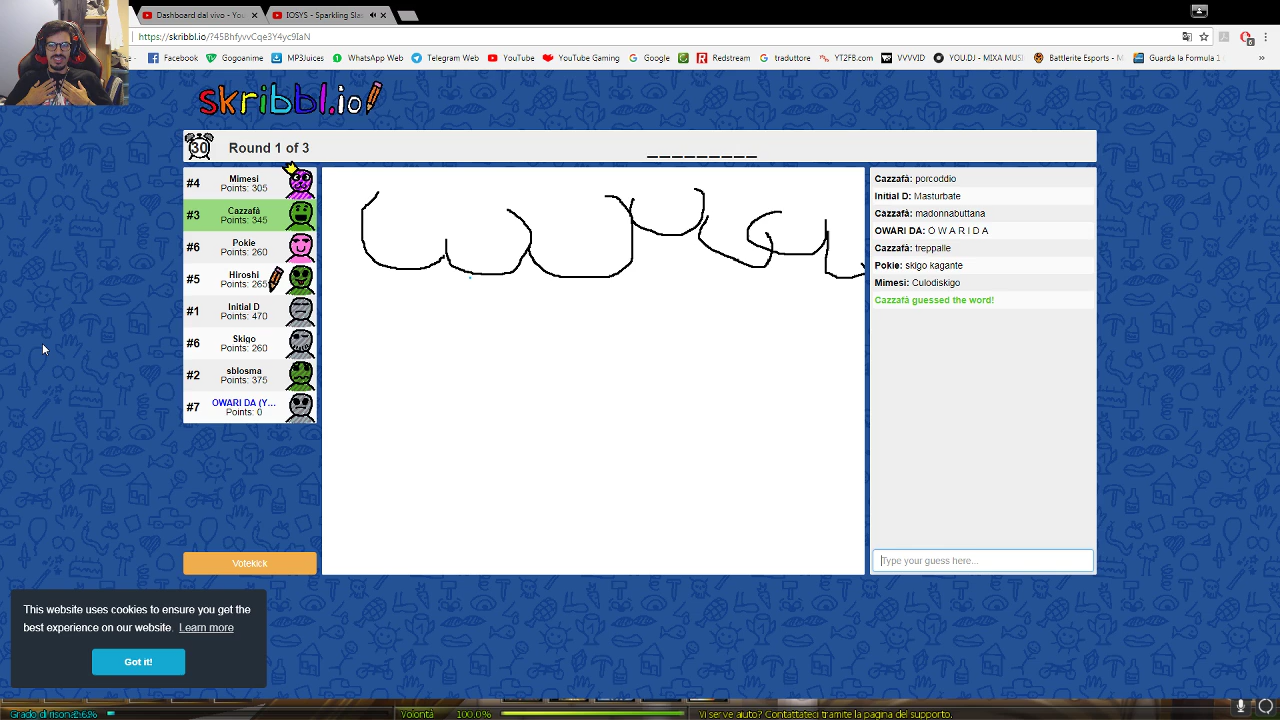 Dashboard dal vivo - You
IOSYS - Sparkling Sla
https://skribbl.io/?45BhfyvvCqe3Y4yc9IaN
Facebook Gogoanime MP3Juices WhatsApp Web Telegram Web YouTube YouTube Gaming Google Redstream traduttore YT2FB.com VVVVID YOU.DJ - MIXA MUSI Battlerite Esports - M Guarda la Formula 1
skribbl.io
30 Round 1 of 3 _ _ _ _ _ _ _ _ _
#4 Mimesi
Points: 305
#3 Cazzafà
Points: 345
#6 Pokie
Points: 260
#5 Hiroshi
Points: 265
#1 Initial D
Points: 470
#6 Skigo
Points: 260
#2 sblosma
Points: 375
#7 OWARI DA (Y...
Points: 0
Votekick
Cazzafà: porcoddio
Initial D: Masturbate
Cazzafà: madonnabuttana
OWARI DA: O W A R I D A
Cazzafà: treppalle
Pokie: skigo kagante
Mimesi: Culodiskigo
Cazzafà guessed the word!
Type your guess here...
This website uses cookies to ensure you get the
best experience on our website. Learn more
Got it!
Volontà 100.0%
Vi serve aiuto? Contattateci tramite la pagina del supporto.